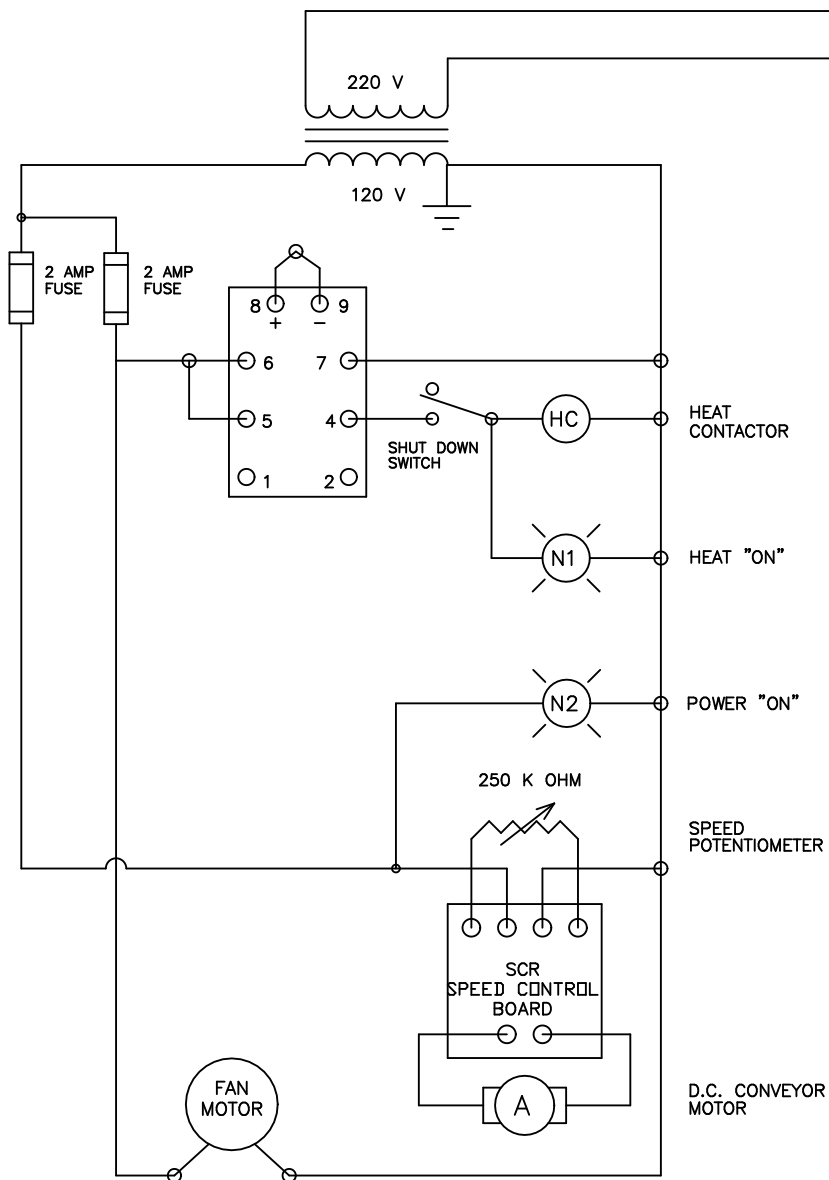 220 V
120 V
2 AMP
FUSE
2 AMP
FUSE
8
9
+
−
6
7
5
4
1
2
SHUT DOWN
SWITCH
HC
HEAT
CONTACTOR
N1
HEAT "ON"
N2
POWER "ON"
250 K OHM
SPEED
POTENTIOMETER
SCR
SPEED CONTROL
BOARD
FAN
MOTOR
A
D.C. CONVEYOR
MOTOR